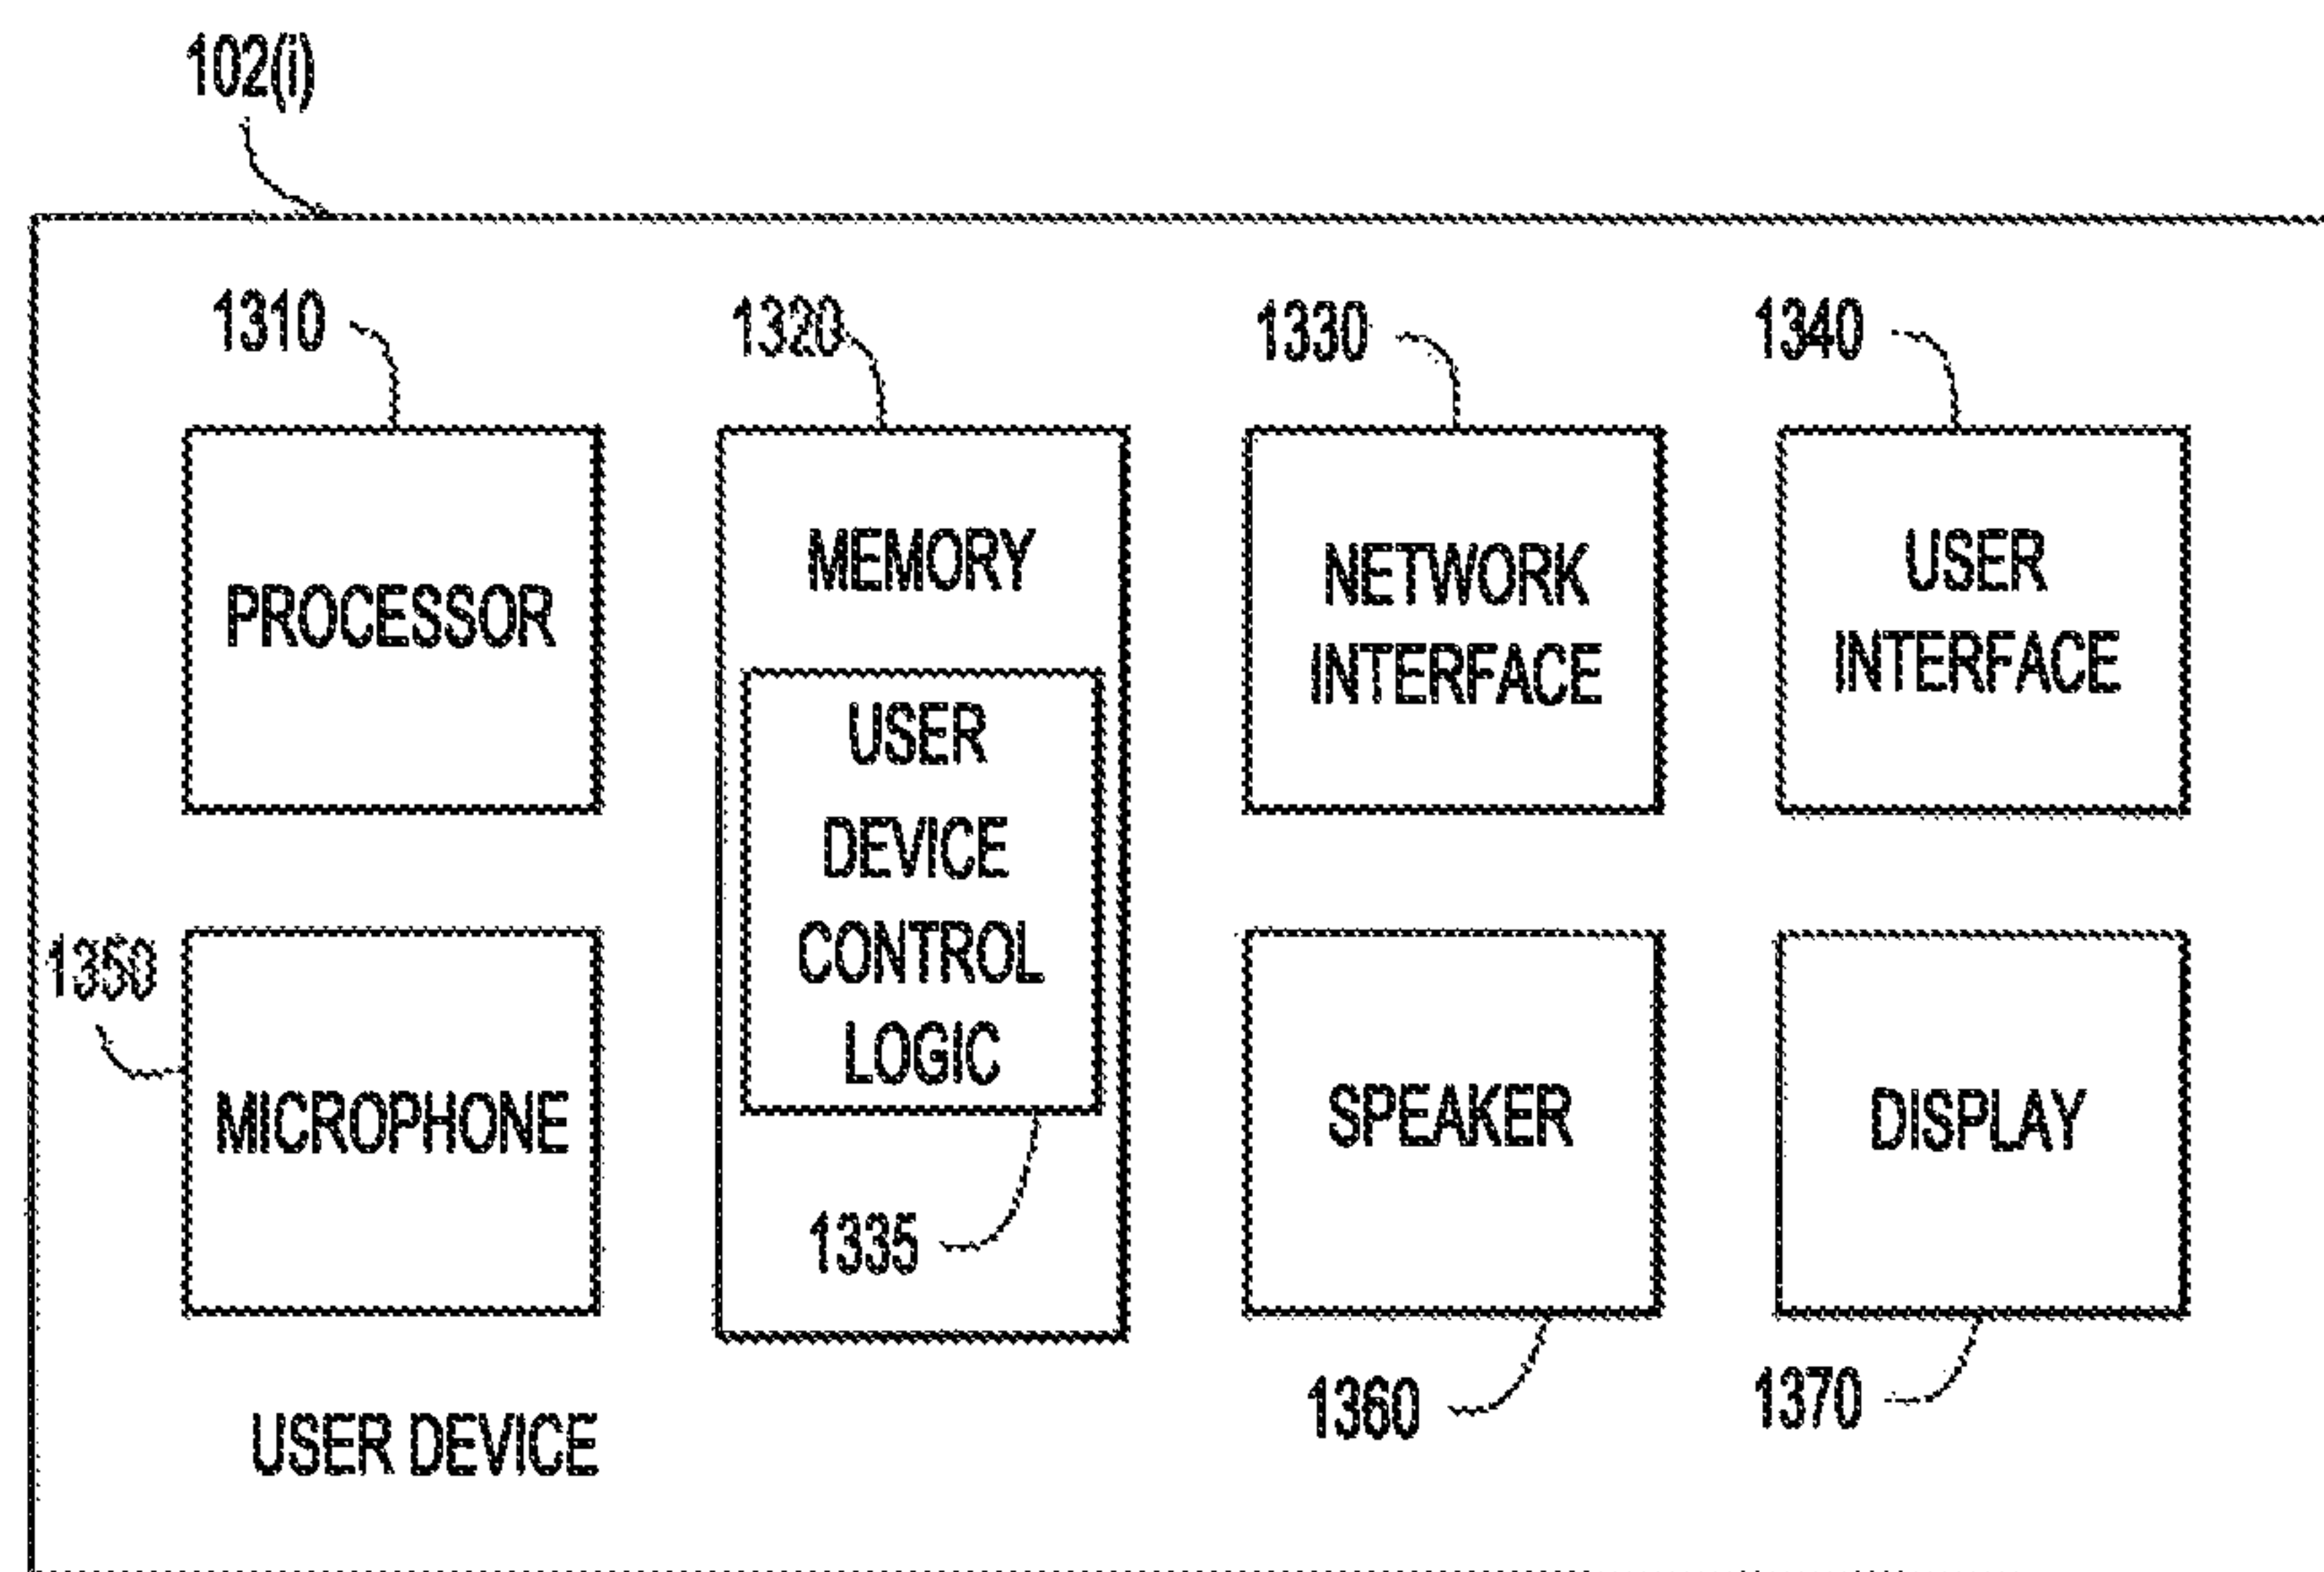 102(i)
1310
1320
1330
1340
PROCESSOR
MEMORY
NETWORK
INTERFACE
USER
INTERFACE
USER
DEVICE
CONTROL
LOGIC
1335
1350
MICROPHONE
SPEAKER
DISPLAY
1360
1370
USER DEVICE